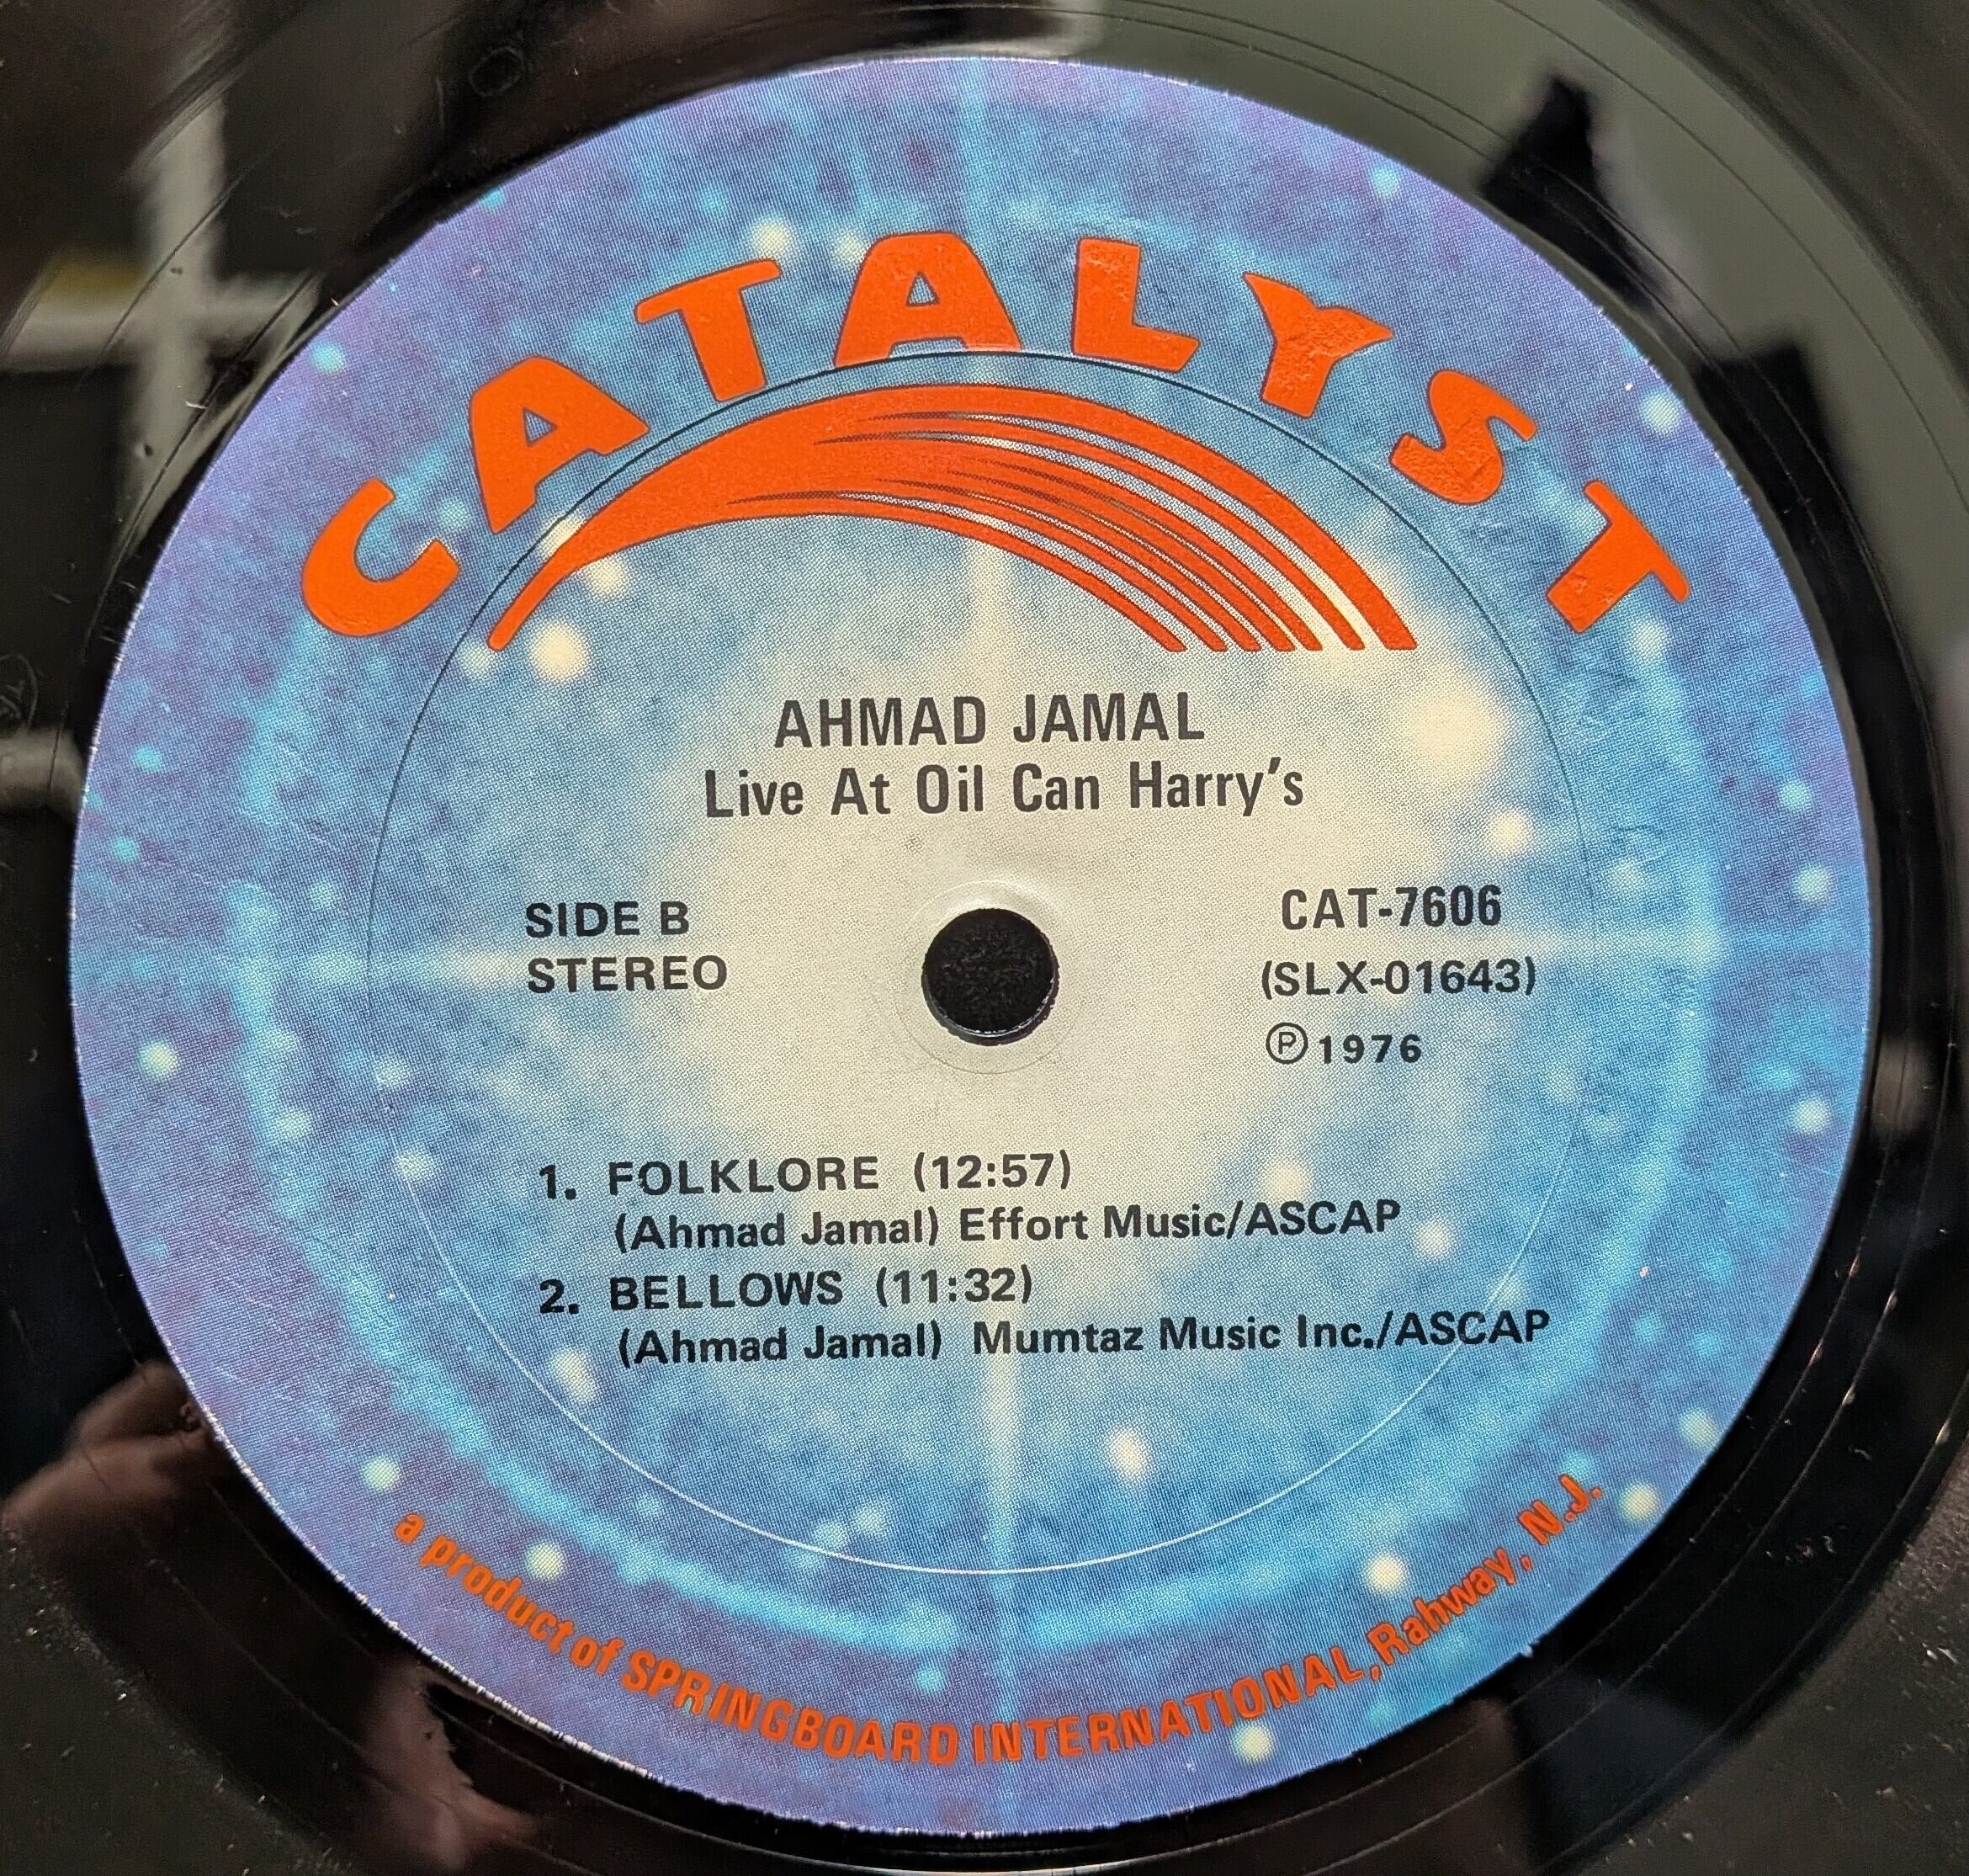 CATALYST
AHMAD JAMAL
Live At Oil Can Harry's
SIDE B
STEREO
CAT-7606
(SLX-01643)
℗1976
1. FOLKLORE (12:57)
(Ahmad Jamal) Effort Music/ASCAP
2. BELLOWS (11:32)
(Ahmad Jamal) Mumtaz Music Inc./ASCAP
a product of SPRINGBOARD INTERNATIONAL, Rahway, N.J.